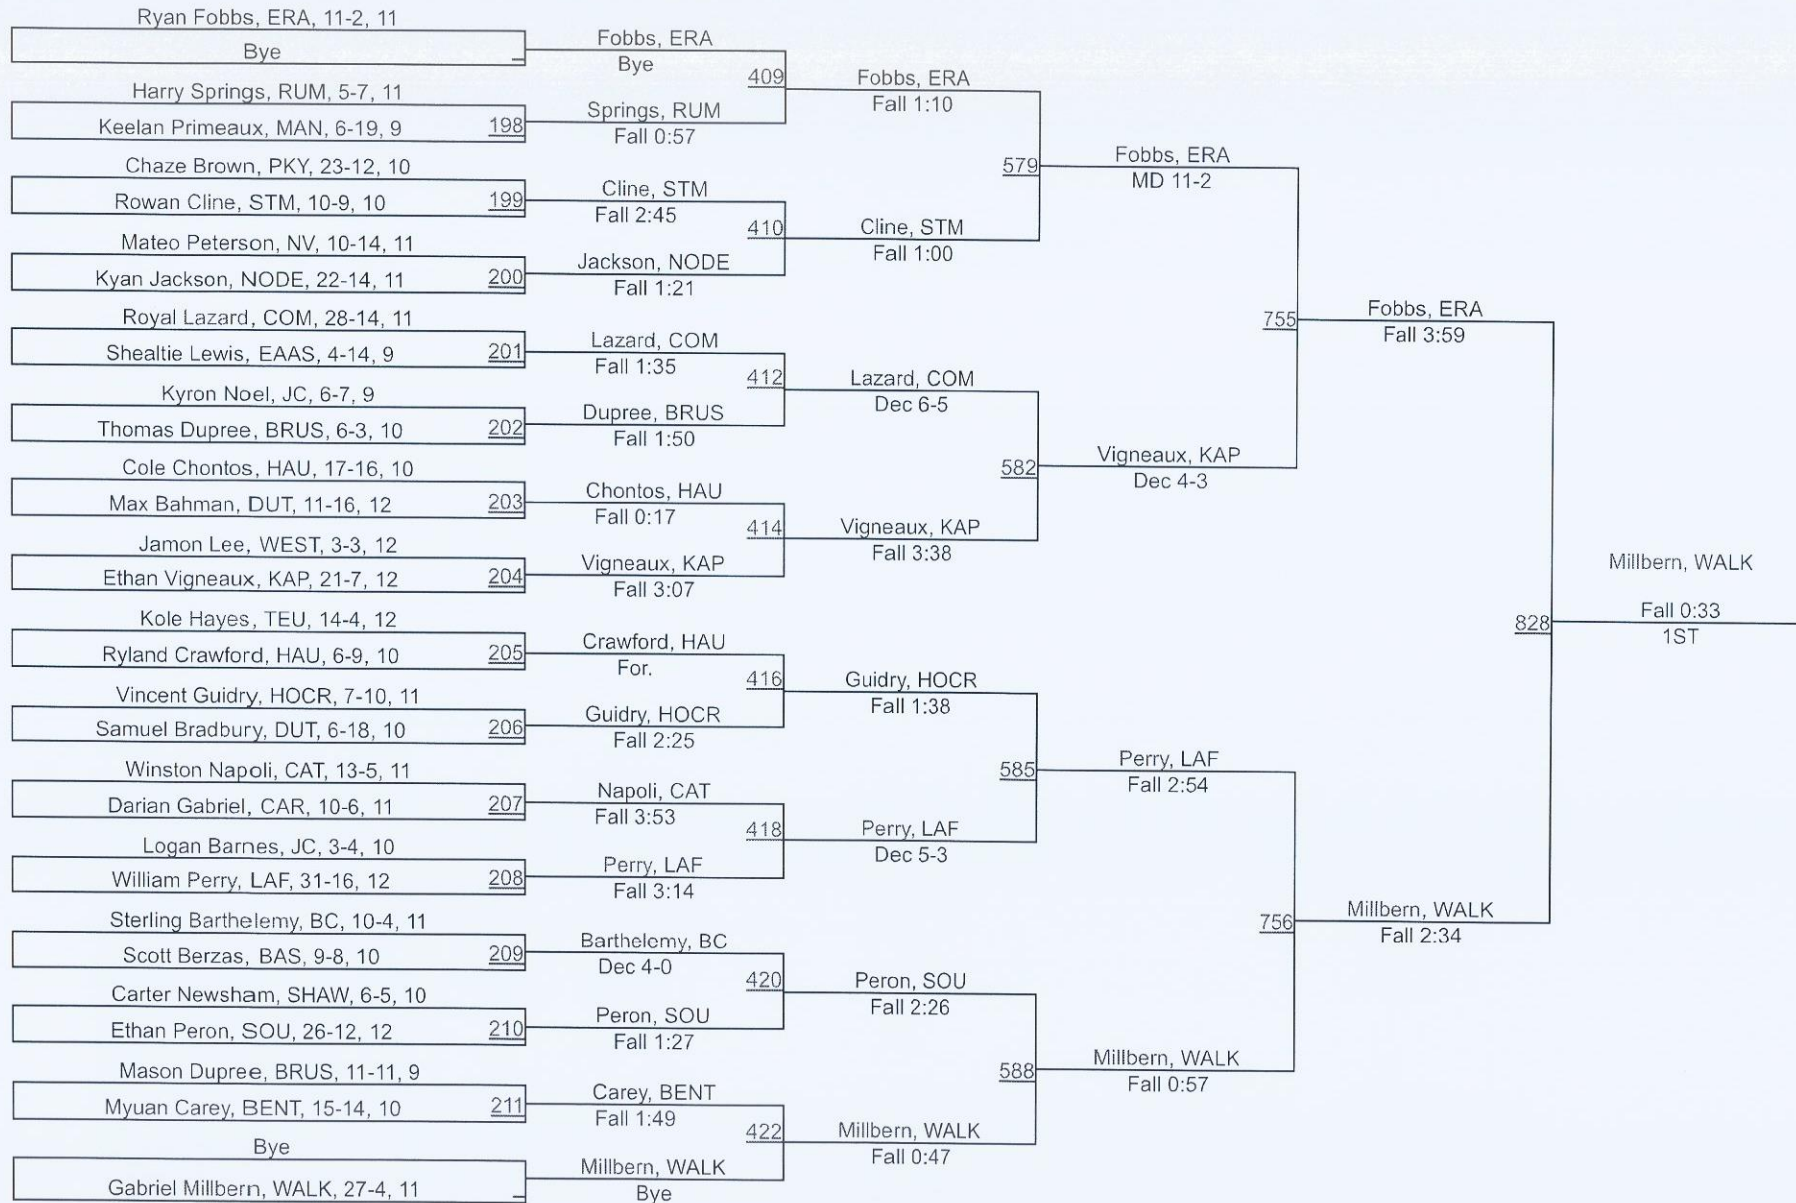 Ryan Fobbs, ERA, 11-2, 11
Bye
Harry Springs, RUM, 5-7, 11
Keelan Primeaux, MAN, 6-19, 9
198
Chaze Brown, PKY, 23-12, 10
Rowan Cline, STM, 10-9, 10
199
Mateo Peterson, NV, 10-14, 11
Kyan Jackson, NODE, 22-14, 11
200
Royal Lazard, COM, 28-14, 11
Shealtie Lewis, EAAS, 4-14, 9
201
Kyron Noel, JC, 6-7, 9
Thomas Dupree, BRUS, 6-3, 10
202
Cole Chontos, HAU, 17-16, 10
Max Bahman, DUT, 11-16, 12
203
Jamon Lee, WEST, 3-3, 12
Ethan Vigneaux, KAP, 21-7, 12
204
Kole Hayes, TEU, 14-4, 12
Ryland Crawford, HAU, 6-9, 10
205
Vincent Guidry, HOCR, 7-10, 11
Samuel Bradbury, DUT, 6-18, 10
206
Winston Napoli, CAT, 13-5, 11
Darian Gabriel, CAR, 10-6, 11
207
Logan Barnes, JC, 3-4, 10
William Perry, LAF, 31-16, 12
208
Sterling Barthelemy, BC, 10-4, 11
Scott Berzas, BAS, 9-8, 10
209
Carter Newsham, SHAW, 6-5, 10
Ethan Peron, SOU, 26-12, 12
210
Mason Dupree, BRUS, 11-11, 9
Myuan Carey, BENT, 15-14, 10
211
Bye
Gabriel Millbern, WALK, 27-4, 11
Fobbs, ERA
Bye
409
Springs, RUM
Fall 0:57
Cline, STM
Fall 2:45
410
Jackson, NODE
Fall 1:21
Lazard, COM
Fall 1:35
412
Dupree, BRUS
Fall 1:50
Chontos, HAU
Fall 0:17
414
Vigneaux, KAP
Fall 3:07
Crawford, HAU
For.
416
Guidry, HOCR
Fall 2:25
Napoli, CAT
Fall 3:53
418
Perry, LAF
Fall 3:14
Barthelemy, BC
Dec 4-0
420
Peron, SOU
Fall 1:27
Carey, BENT
Fall 1:49
422
Millbern, WALK
Bye
Fobbs, ERA
Fall 1:10
579
Cline, STM
Fall 1:00
Lazard, COM
Dec 6-5
582
Vigneaux, KAP
Fall 3:38
Guidry, HOCR
Fall 1:38
585
Perry, LAF
Dec 5-3
Peron, SOU
Fall 2:26
588
Millbern, WALK
Fall 0:47
Fobbs, ERA
MD 11-2
755
Vigneaux, KAP
Dec 4-3
Perry, LAF
Fall 2:54
756
Millbern, WALK
Fall 0:57
Fobbs, ERA
Fall 3:59
828
Millbern, WALK
Fall 2:34
Millbern, WALK
Fall 0:33
1ST